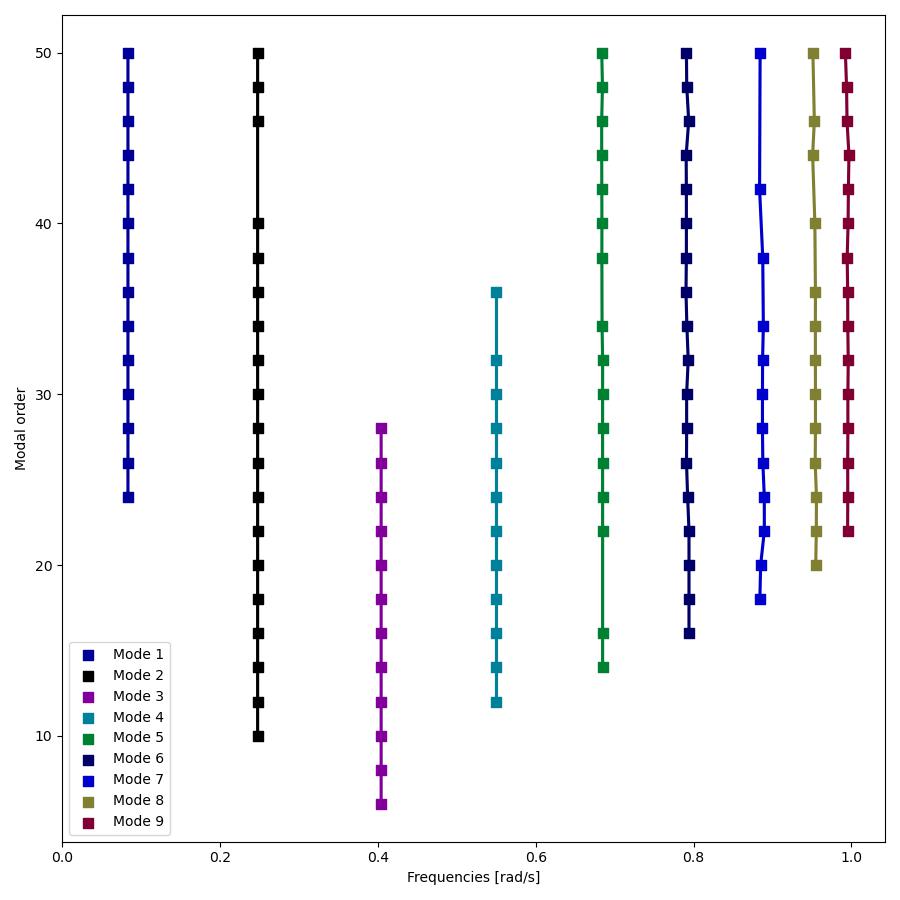 50
40
30
20
10
Modal order
Mode 1
Mode 2
Mode 3
Mode 4
Mode 5
Mode 6
Mode 7
Mode 8
Mode 9
0.0 0.2 0.4 0.6 0.8 1.0
Frequencies [rad/s]